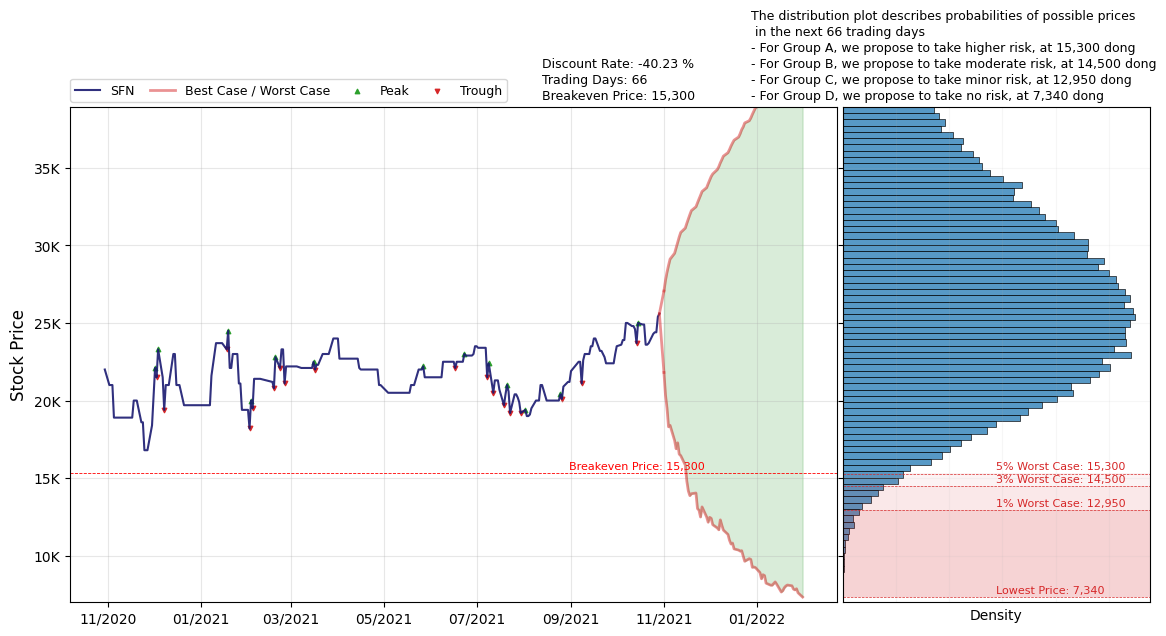 The distribution plot describes probabilities of possible prices
in the next 66 trading days
- For Group A, we propose to take higher risk, at 15,300 dong
- For Group B, we propose to take moderate risk, at 14,500 dong
- For Group C, we propose to take minor risk, at 12,950 dong
- For Group D, we propose to take no risk, at 7,340 dong
Discount Rate: -40.23 %
Trading Days: 66
Breakeven Price: 15,300
SFN
Best Case / Worst Case
Peak
Trough
Stock Price
35K
30K
25K
20K
15K
10K
Breakeven Price: 15,300
5% Worst Case: 15,300
3% Worst Case: 14,500
1% Worst Case: 12,950
Lowest Price: 7,340
11/2020
01/2021
03/2021
05/2021
07/2021
09/2021
11/2021
01/2022
Density